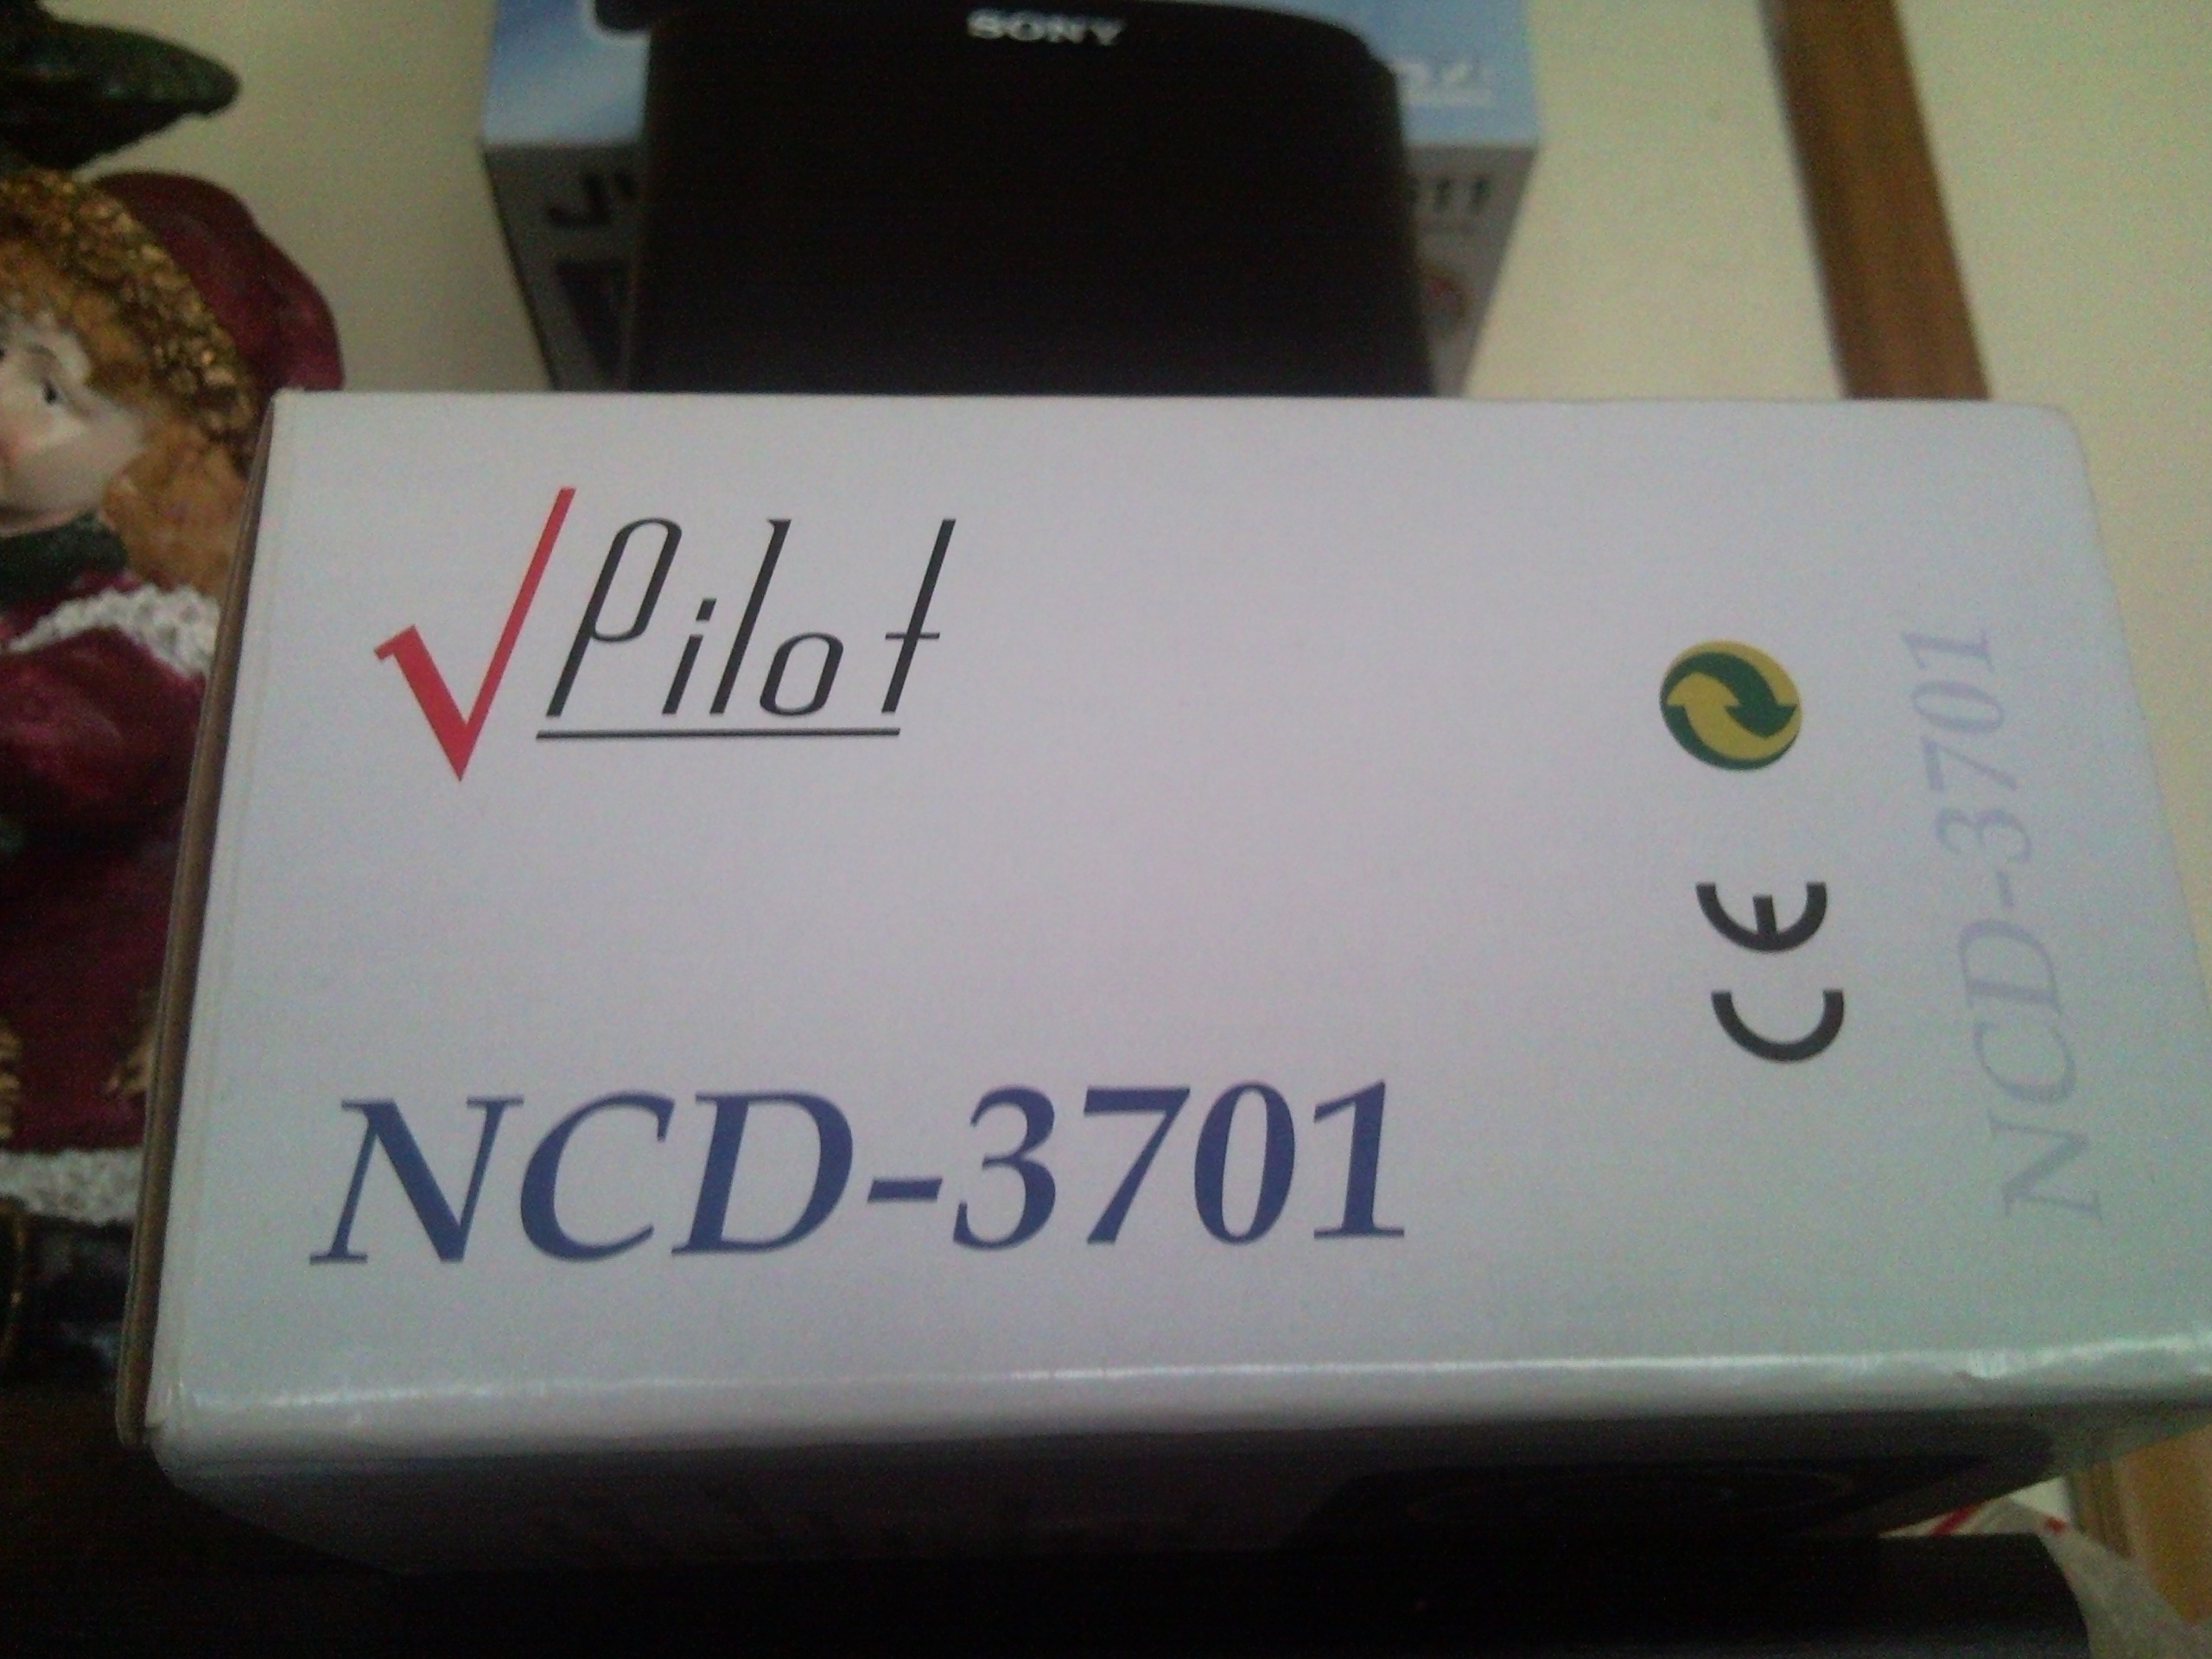 SONY
√Pilot
NCD-3701
CE
NCD-3701